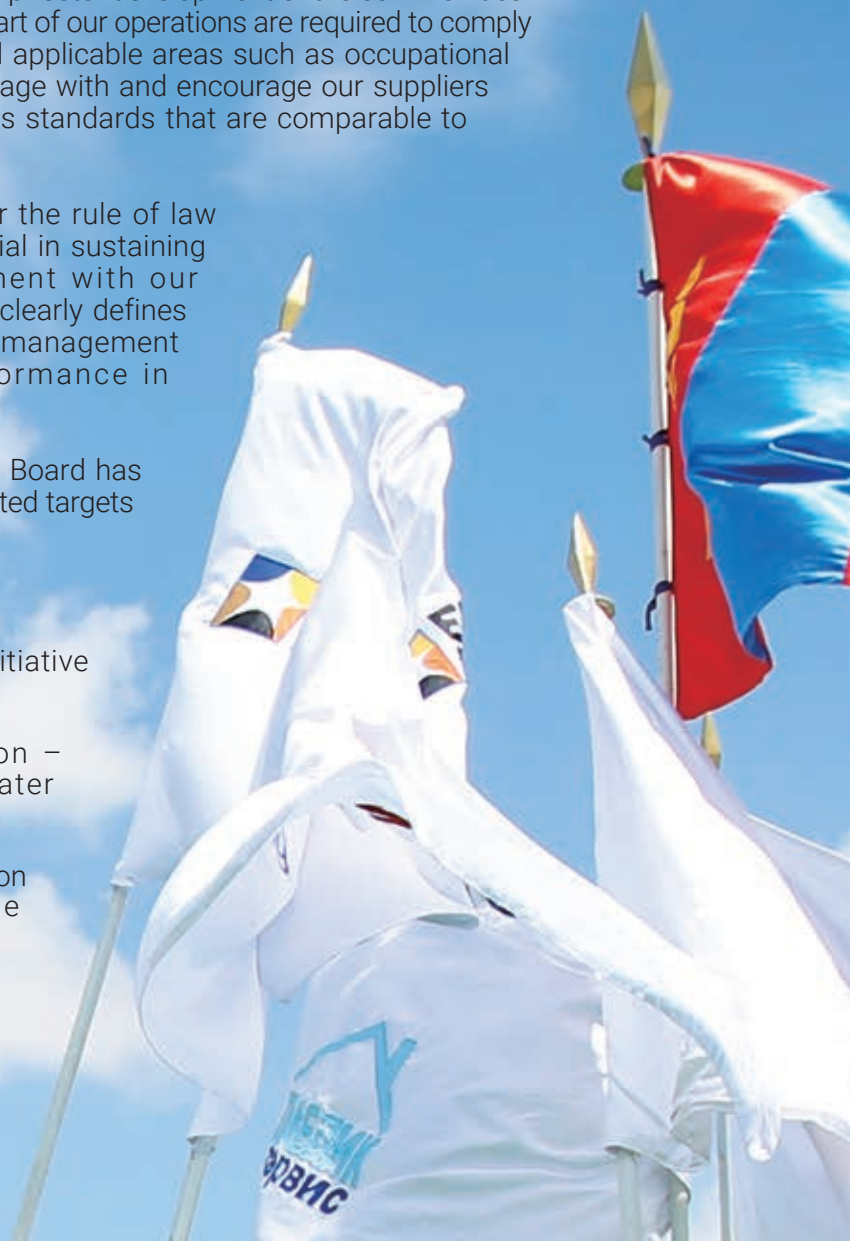 art of our operations are required to comply
applicable areas such as occupational
age with and encourage our suppliers
s standards that are comparable to
r the rule of law
ial in sustaining
ment with our
clearly defines
management
ormance in
Board has
ted targets
itiative
on –
ater
on
e
рвис